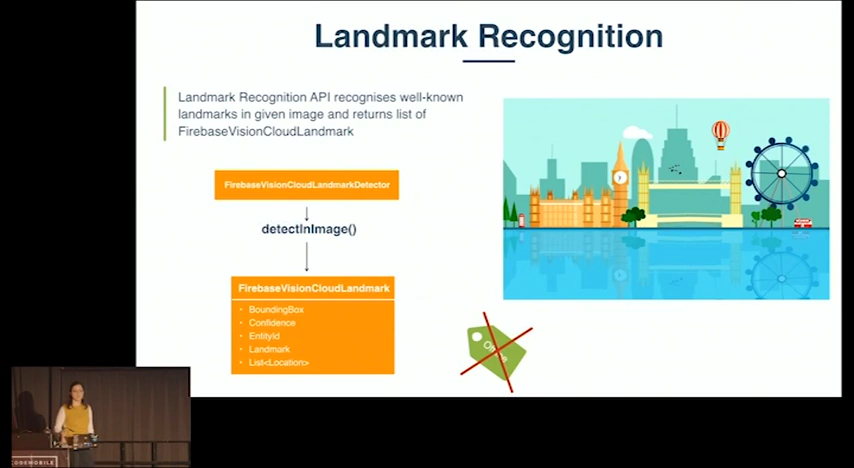 Landmark Recognition
Landmark Recognition API recognises well-known
landmarks in given image and returns list of
FirebaseVisionCloudLandmark
FirebaseVisionCloudLandmarkDetector
detectInImage()
FirebaseVisionCloudLandmark
• BoundingBox
• Confidence
• EntityId
• Landmark
• List<Location>
CODEMOBILE